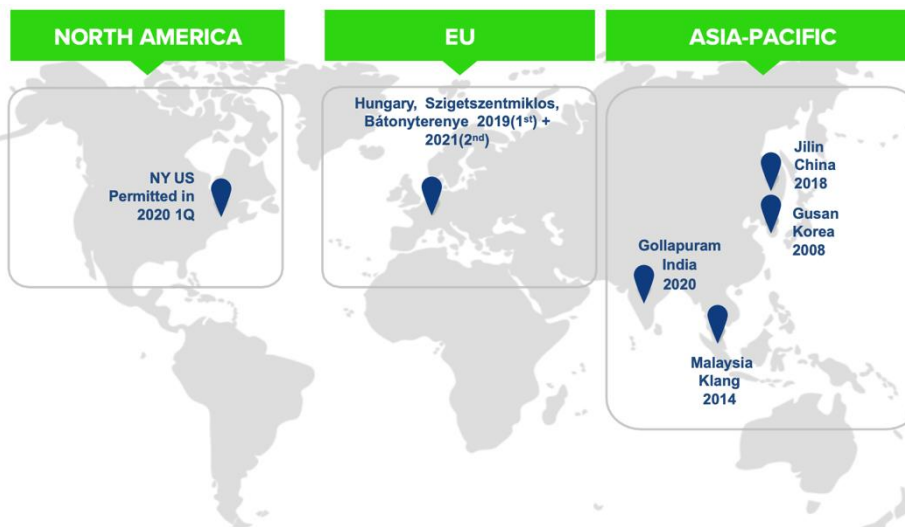 NORTH AMERICA
EU
ASIA-PACIFIC
NY US
Permitted in
2020 1Q
Hungary, Szigetszentmiklos,
Bátonyterenye 2019(1st) +
2021(2nd)
Jilin
China
2018
Gusan
Korea
2008
Gollapuram
India
2020
Malaysia
Klang
2014